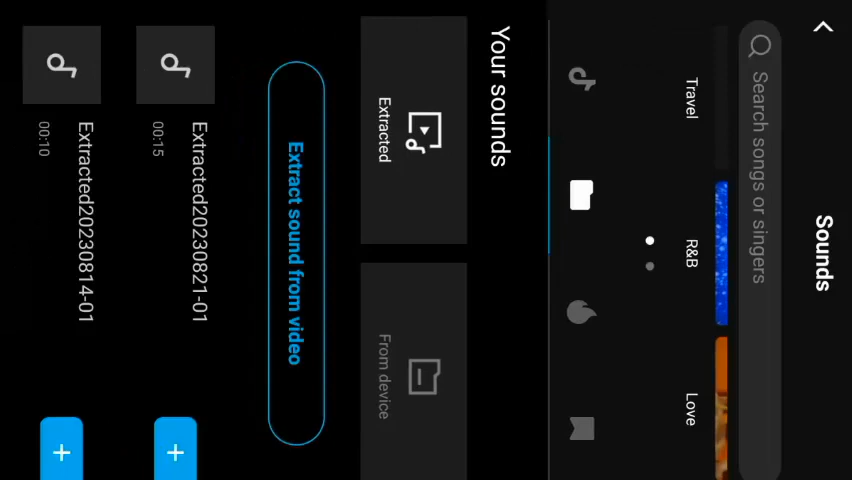 Sounds
Search songs or singers
Travel
R&B
Love
Your sounds
Extracted
From device
Extract sound from video
Extracted20230821-01
00:15
Extracted20230814-01
00:10